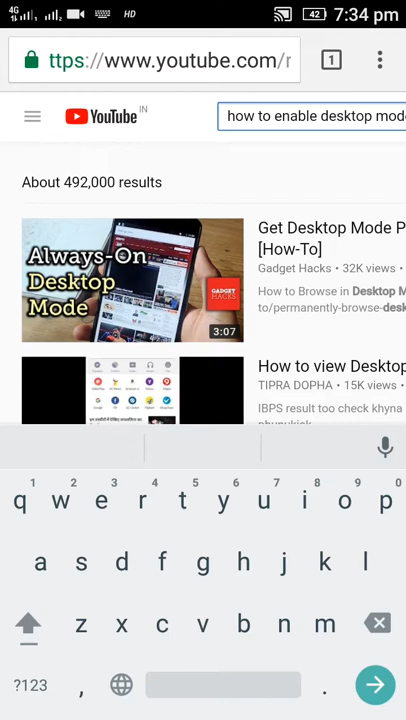 4G HD 42 7:34 pm
ttps://www.youtube.com/r
1
YouTube IN
how to enable desktop mod
About 492,000 results
Always-On
Desktop
Mode
GADGET
HACKS
3:07
Get Desktop Mode P
[How-To]
Gadget Hacks • 32K views •
How to Browse in Desktop M
to/permanently-browse-desk
How to view Desktop
TIPRA DOPHA • 15K views •
IBPS result too check khyna
1 2 3 4 5 6 7 8 9 0
q w e r t y u i o p
a s d f g h j k l
z x c v b n m
?123 , .